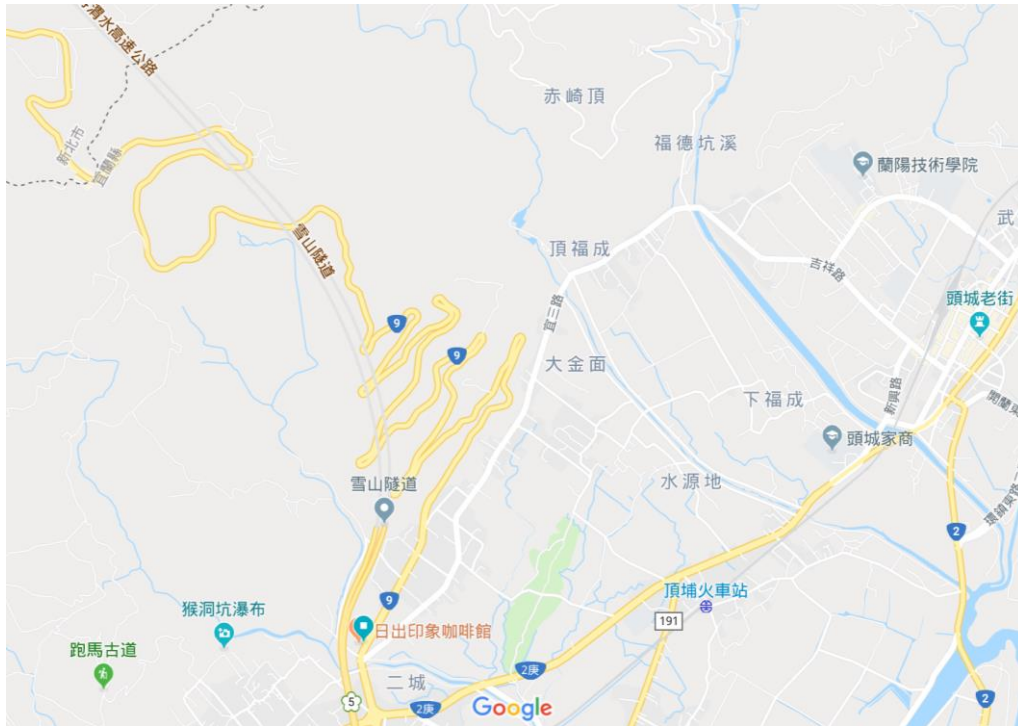 渭水高速公路
赤崎頂
福德坑溪
新北市
宜蘭縣
蘭陽技術學院
武
雪山隧道
頂福成
吉祥路
頭城老街
宜三路
9
9
大金面
下福成
新興路
頭城家商
雪山隧道
水源地
2
環鎮東路
頂埔火車站
9
191
猴洞坑瀑布
日出印象咖啡館
跑馬古道
二城
2庚
5
2庚
Google
2